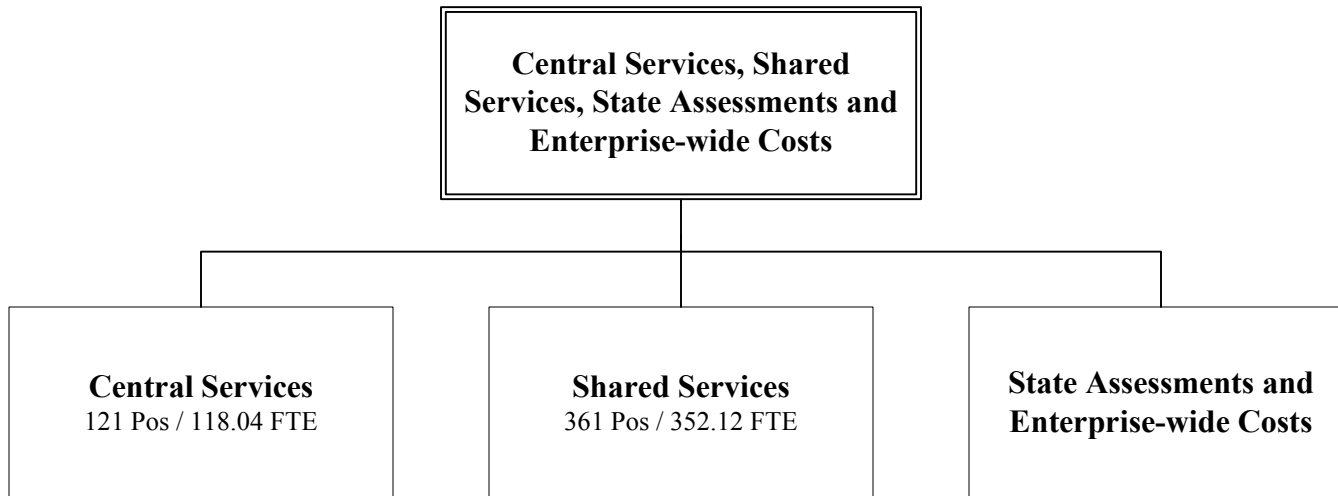 Central Services, Shared
Services, State Assessments and
Enterprise-wide Costs
Central Services
121 Pos / 118.04 FTE
Shared Services
361 Pos / 352.12 FTE
State Assessments and
Enterprise-wide Costs